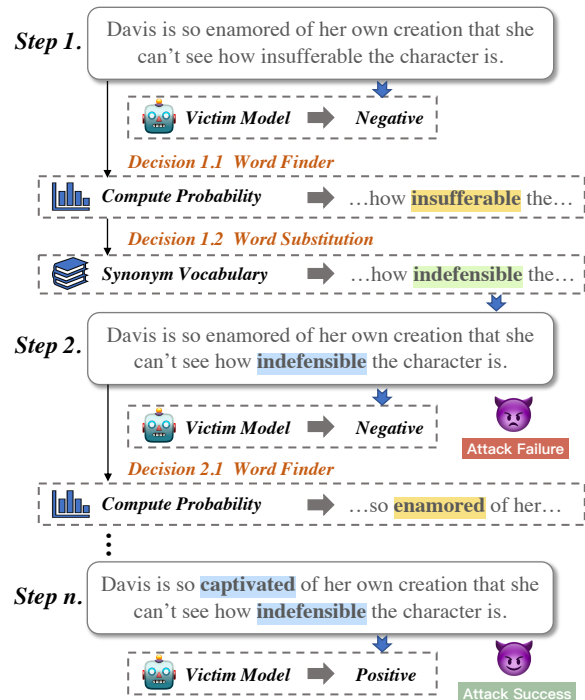 Step 1.
Davis is so enamored of her own creation that she
can't see how insufferable the character is.
Victim Model Negative
Decision 1.1 Word Finder
Compute Probability …how insufferable the…
Decision 1.2 Word Substitution
Synonym Vocabulary …how indefensible the…
Step 2.
Davis is so enamored of her own creation that she
can't see how indefensible the character is.
Victim Model Negative
Attack Failure
Decision 2.1 Word Finder
Compute Probability …so enamored of her…
Step n.
Davis is so captivated of her own creation that she
can't see how indefensible the character is.
Victim Model Positive
Attack Success